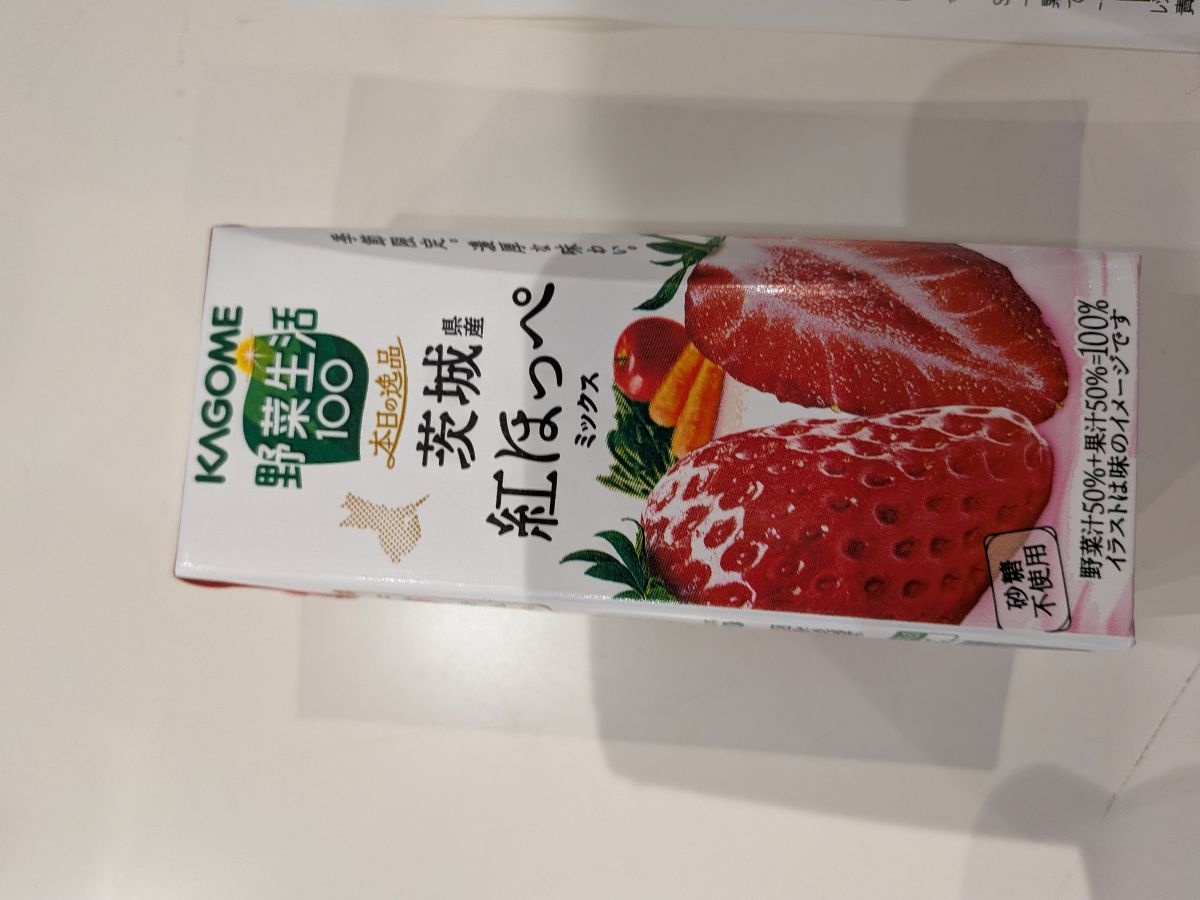 KAGOME
野菜生活
100
本日の逸品
茨城県産
紅ほっぺ
ミックス
季節限定。濃厚な味わい。
砂糖
不使用
野菜汁50%+果汁50%=100%
イラストは味のイメージです